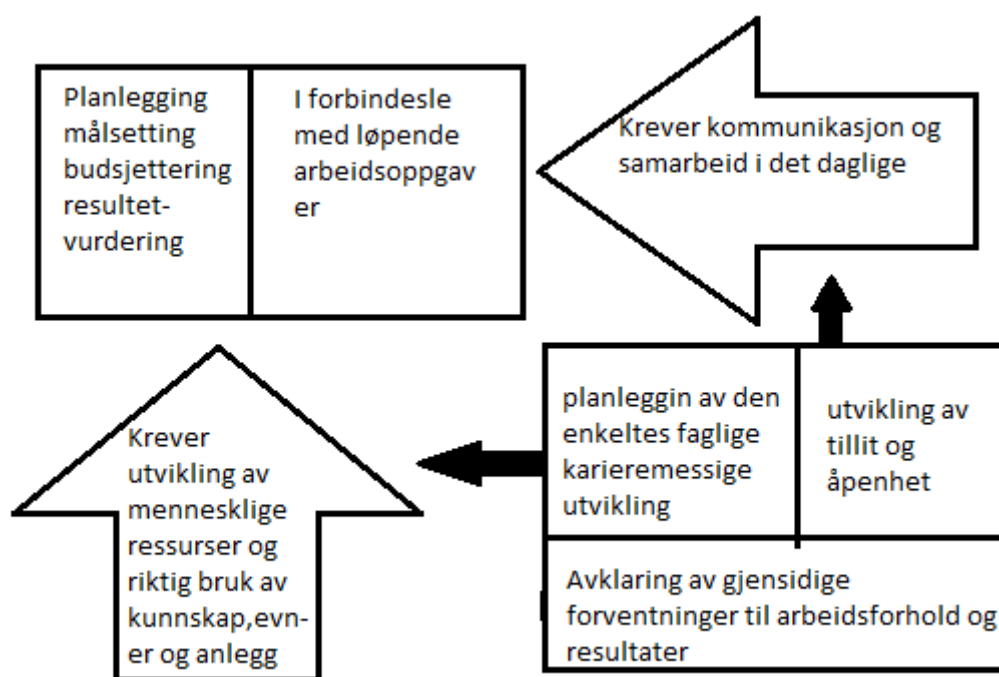 Planlegging
målsetting
budsjettering
resultet-
vurdering
I forbindesle
med løpende
arbeidsoppgav
er
Krever kommunikasjon og
samarbeid i det daglige
Krever
utvikling av
mennesklige
ressurser og
riktig bruk av
kunnskap,evn-
er og anlegg
planleggin av den
enkeltes faglige
karieremessige
utvikling
utvikling av
tillit og
åpenhet
Avklaring av gjensidige
forventninger til arbeidsforhold og
resultater